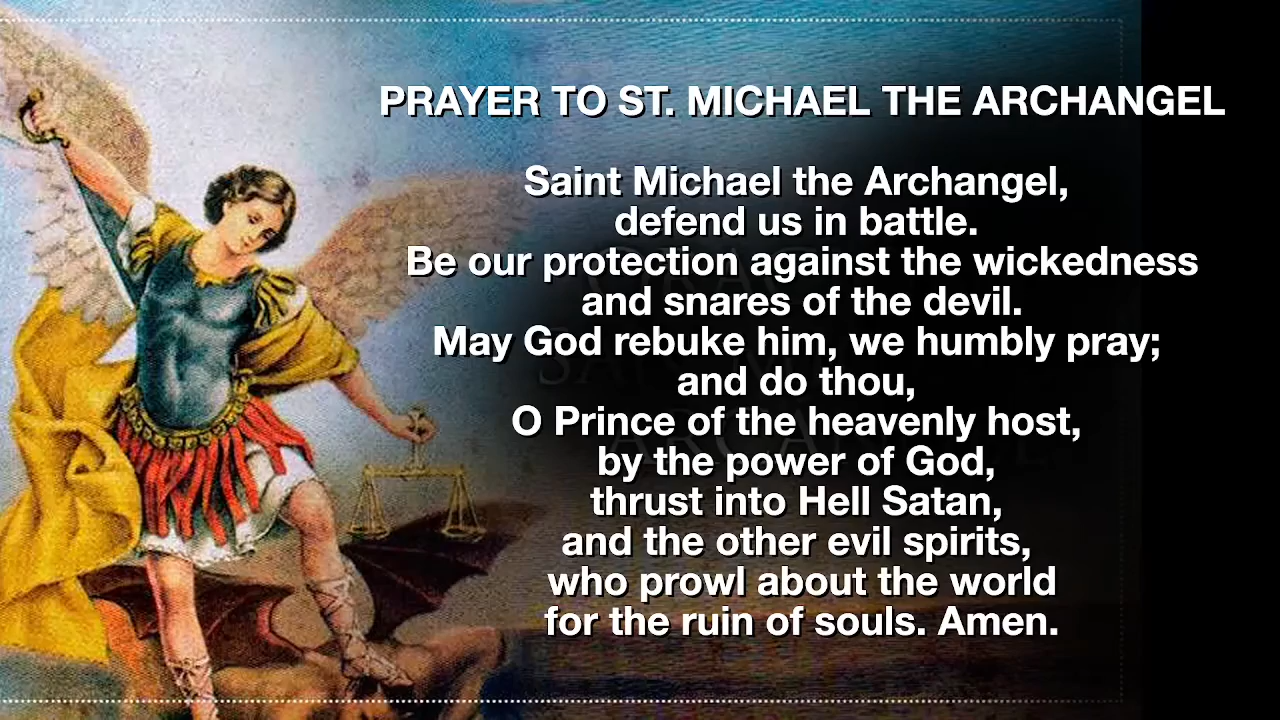 PRAYER TO ST. MICHAEL THE ARCHANGEL
Saint Michael the Archangel,
defend us in battle.
Be our protection against the wickedness
and snares of the devil.
May God rebuke him, we humbly pray;
and do thou,
O Prince of the heavenly host,
by the power of God,
thrust into Hell Satan,
and the other evil spirits,
who prowl about the world
for the ruin of souls. Amen.